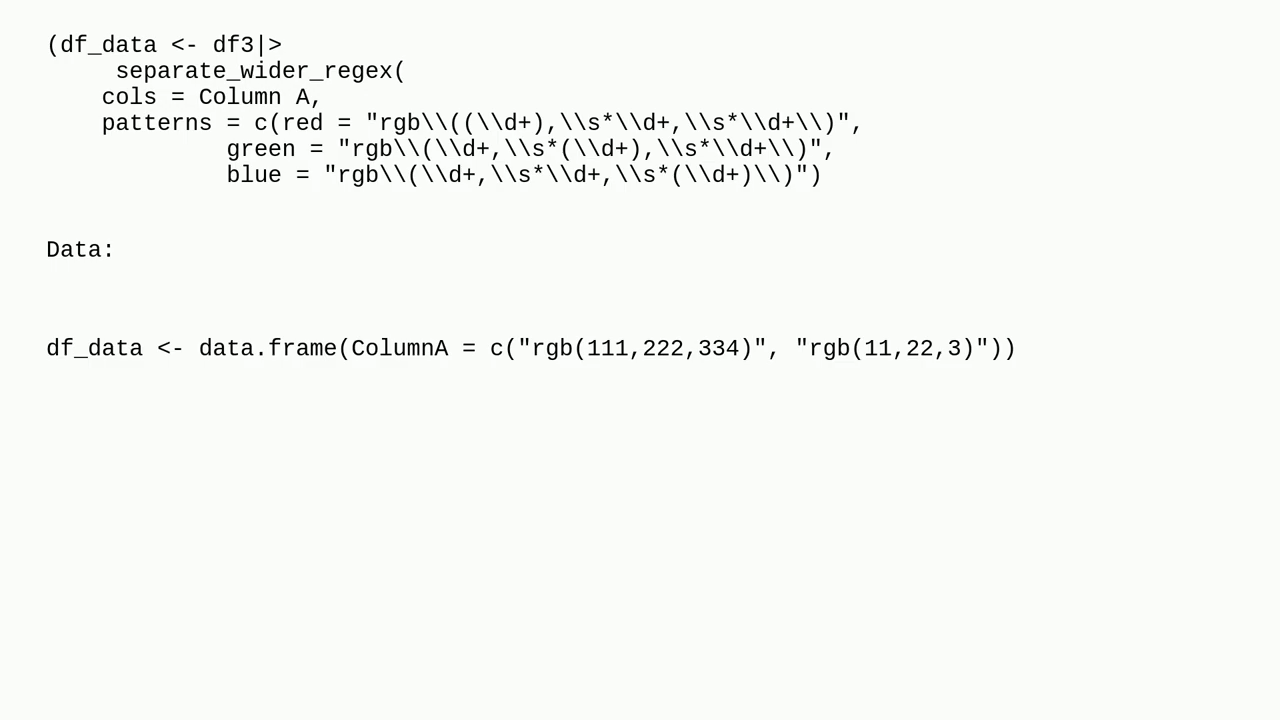 (df_data <- df3|>
     separate_wider_regex(
    cols = Column A,
    patterns = c(red = "rgb\\((\\d+),\\s*\\d+,\\s*\\d+\\)",
             green = "rgb\\(\\d+,\\s*(\\d+),\\s*\\d+\\)",
             blue = "rgb\\(\\d+,\\s*\\d+,\\s*(\\d+)\\)")
Data:
df_data <- data.frame(ColumnA = c("rgb(111,222,334)", "rgb(11,22,3)"))